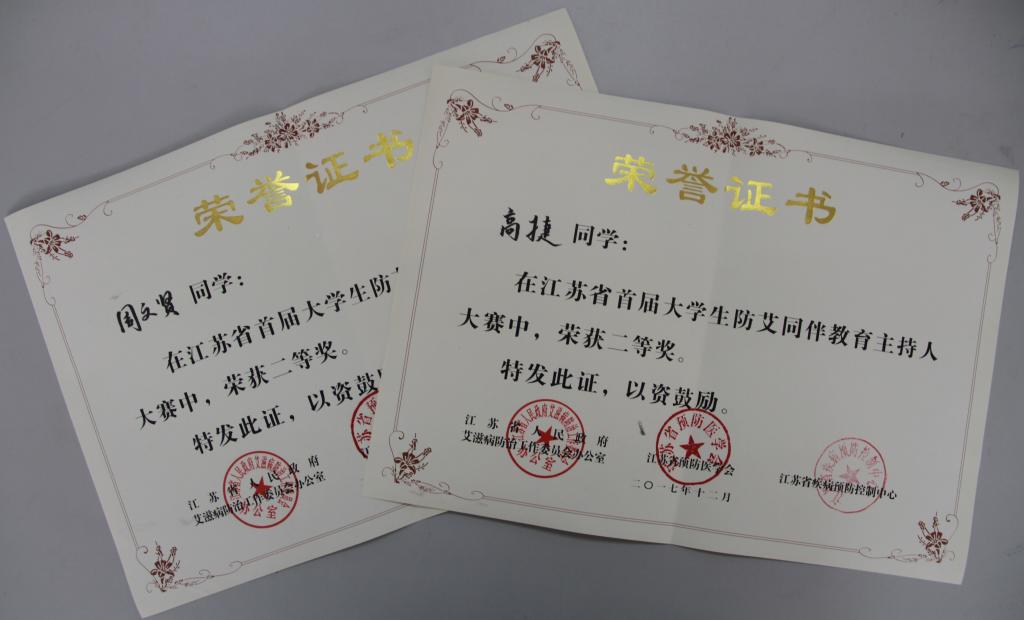 荣誉证书
周文贤 同学:
在江苏省首届大学生防
大赛中，荣获二等奖。
特发此证，以资鼓励
江苏省人民政府
艾滋病防治工作委员会办公室
荣誉证书
高捷 同学:
在江苏省首届大学生防艾同伴教育主持人
大赛中，荣获二等奖。
特发此证，以资鼓励。
江苏省人民政府
艾滋病防治工作委员会办公室
江苏省预防医学会
二〇一七年十二月
江苏省疾病预防控制中心